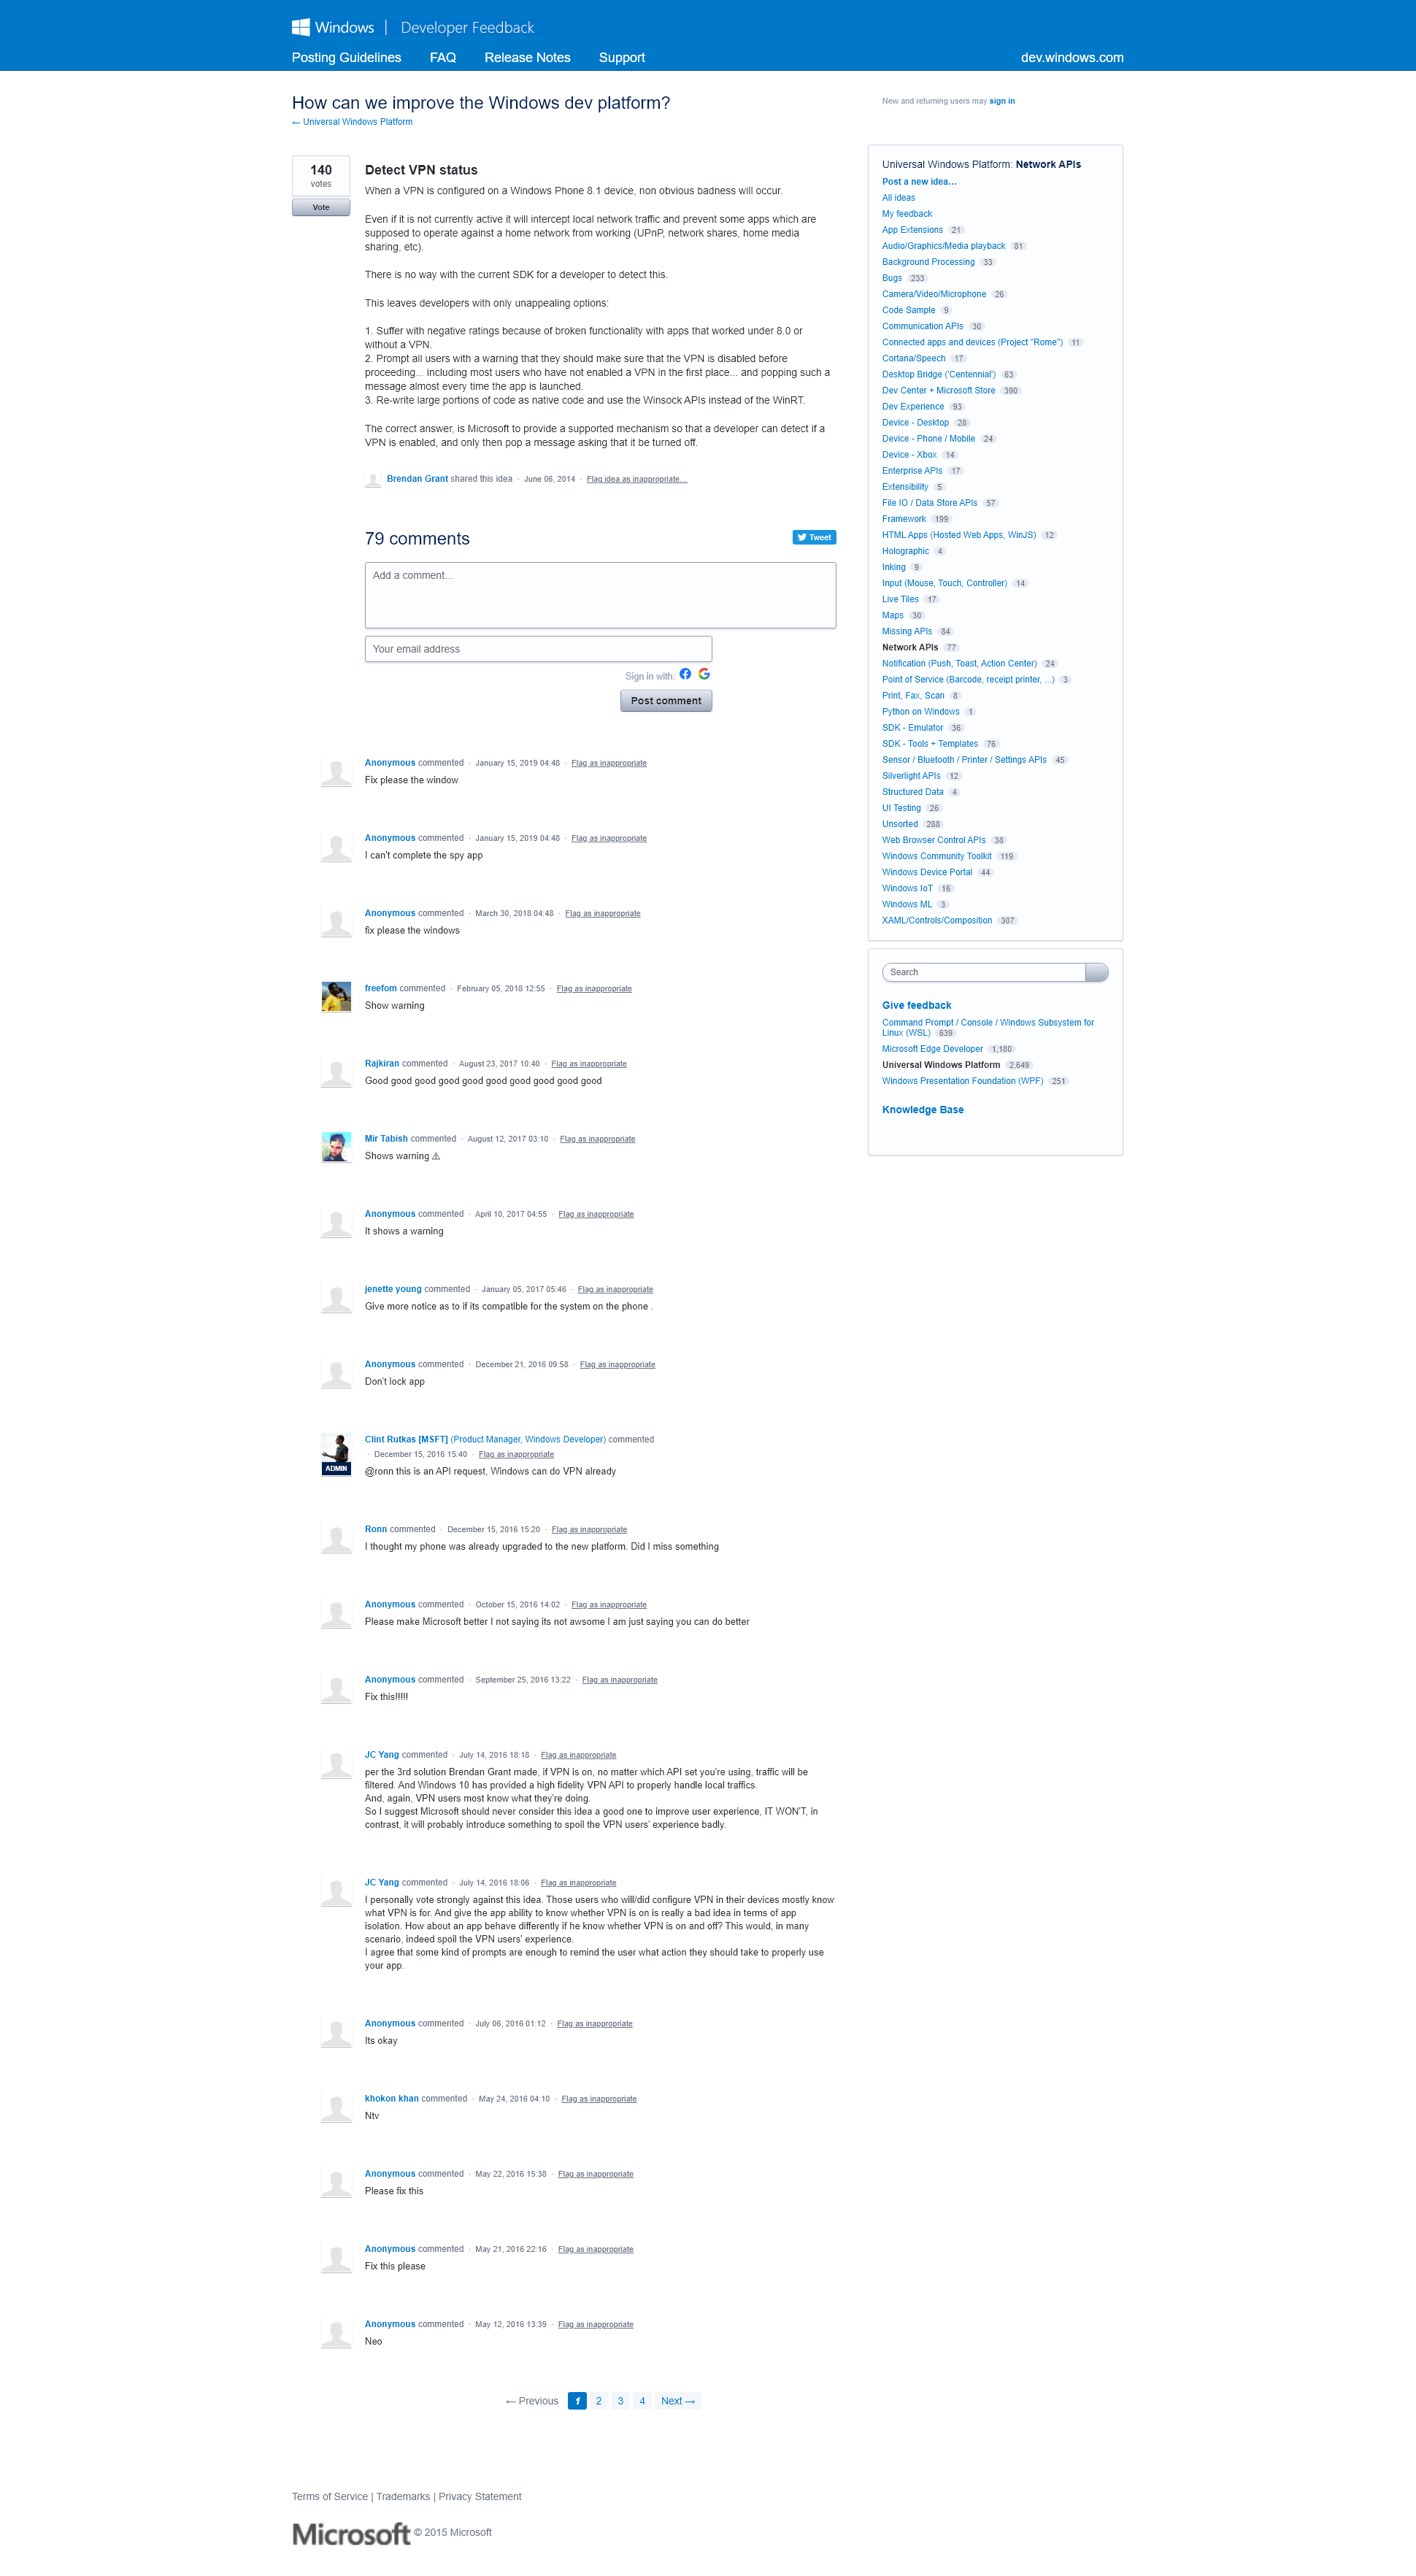 Windows | Developer Feedback
Posting Guidelines FAQ Release Notes Support dev.windows.com
How can we improve the Windows dev platform?
← Universal Windows Platform
New and returning users may sign in
140
votes
Vote
Detect VPN status
When a VPN is configured on a Windows Phone 8.1 device, non obvious badness will occur.
Even if it is not currently active it will intercept local network traffic and prevent some apps which are
supposed to operate against a home network from working (UPnP, network shares, home media
sharing, etc).
There is no way with the current SDK for a developer to detect this.
This leaves developers with only unappealing options:
1. Suffer with negative ratings because of broken functionality with apps that worked under 8.0 or
without a VPN.
2. Prompt all users with a warning that they should make sure that the VPN is disabled before
proceeding... including most users who have not enabled a VPN in the first place... and popping such a
message almost every time the app is launched.
3. Re-write large portions of code as native code and use the Winsock APIs instead of the WinRT.
The correct answer, is Microsoft to provide a supported mechanism so that a developer can detect if a
VPN is enabled, and only then pop a message asking that it be turned off.
Brendan Grant shared this idea · June 06, 2014 · Flag idea as inappropriate…
79 comments
Tweet
Add a comment…
Your email address
Sign in with:
Post comment
Anonymous commented · January 15, 2019 04:48 · Flag as inappropriate
Fix please the window
Anonymous commented · January 15, 2019 04:48 · Flag as inappropriate
I can't complete the spy app
Anonymous commented · March 30, 2018 04:48 · Flag as inappropriate
fix please the windows
freefom commented · February 05, 2018 12:55 · Flag as inappropriate
Show warning
Rajkiran commented · August 23, 2017 10:40 · Flag as inappropriate
Good good good good good good good good good good
Mir Tabish commented · August 12, 2017 03:10 · Flag as inappropriate
Shows warning ⚠
Anonymous commented · April 10, 2017 04:55 · Flag as inappropriate
It shows a warning
jenette young commented · January 05, 2017 05:46 · Flag as inappropriate
Give more notice as to if its compatible for the system on the phone .
Anonymous commented · December 21, 2016 09:58 · Flag as inappropriate
Don't lock app
Clint Rutkas [MSFT] (Product Manager, Windows Developer) commented
· December 15, 2016 15:40 · Flag as inappropriate
ADMIN
@ronn this is an API request, Windows can do VPN already
Ronn commented · December 15, 2016 15:20 · Flag as inappropriate
I thought my phone was already upgraded to the new platform. Did I miss something
Anonymous commented · October 15, 2016 14:02 · Flag as inappropriate
Please make Microsoft better I not saying its not awsome I am just saying you can do better
Anonymous commented · September 25, 2016 13:22 · Flag as inappropriate
Fix this!!!!!
JC Yang commented · July 14, 2016 18:18 · Flag as inappropriate
per the 3rd solution Brendan Grant made, if VPN is on, no matter which API set you're using, traffic will be
filtered. And Windows 10 has provided a high fidelity VPN API to properly handle local traffics.
And, again, VPN users most know what they're doing.
So I suggest Microsoft should never consider this idea a good one to improve user experience, IT WON'T, in
contrast, it will probably introduce something to spoil the VPN users' experience badly.
JC Yang commented · July 14, 2016 18:06 · Flag as inappropriate
I personally vote strongly against this idea. Those users who will/did configure VPN in their devices mostly know
what VPN is for. And give the app ability to know whether VPN is on is really a bad idea in terms of app
isolation. How about an app behave differently if he know whether VPN is on and off? This would, in many
scenario, indeed spoil the VPN users' experience.
I agree that some kind of prompts are enough to remind the user what action they should take to properly use
your app.
Anonymous commented · July 06, 2016 01:12 · Flag as inappropriate
Its okay
khokon khan commented · May 24, 2016 04:10 · Flag as inappropriate
Ntv
Anonymous commented · May 22, 2016 15:38 · Flag as inappropriate
Please fix this
Anonymous commented · May 21, 2016 22:16 · Flag as inappropriate
Fix this please
Anonymous commented · May 12, 2016 13:39 · Flag as inappropriate
Neo
← Previous 1 2 3 4 Next →
Universal Windows Platform: Network APIs
Post a new idea…
All ideas
My feedback
App Extensions 21
Audio/Graphics/Media playback 81
Background Processing 33
Bugs 233
Camera/Video/Microphone 26
Code Sample 9
Communication APIs 30
Connected apps and devices (Project "Rome") 11
Cortana/Speech 17
Desktop Bridge ('Centennial') 63
Dev Center + Microsoft Store 390
Dev Experience 93
Device - Desktop 28
Device - Phone / Mobile 24
Device - Xbox 14
Enterprise APIs 17
Extensibility 5
File IO / Data Store APIs 57
Framework 199
HTML Apps (Hosted Web Apps, WinJS) 12
Holographic 4
Inking 9
Input (Mouse, Touch, Controller) 14
Live Tiles 17
Maps 30
Missing APIs 84
Network APIs 77
Notification (Push, Toast, Action Center) 24
Point of Service (Barcode, receipt printer, ...) 3
Print, Fax, Scan 8
Python on Windows 1
SDK - Emulator 36
SDK - Tools + Templates 76
Sensor / Bluetooth / Printer / Settings APIs 45
Silverlight APIs 12
Structured Data 4
UI Testing 26
Unsorted 288
Web Browser Control APIs 38
Windows Community Toolkit 119
Windows Device Portal 44
Windows IoT 16
Windows ML 3
XAML/Controls/Composition 307
Search
Give feedback
Command Prompt / Console / Windows Subsystem for
Linux (WSL) 639
Microsoft Edge Developer 1,180
Universal Windows Platform 2,649
Windows Presentation Foundation (WPF) 251
Knowledge Base
Terms of Service | Trademarks | Privacy Statement
Microsoft © 2015 Microsoft